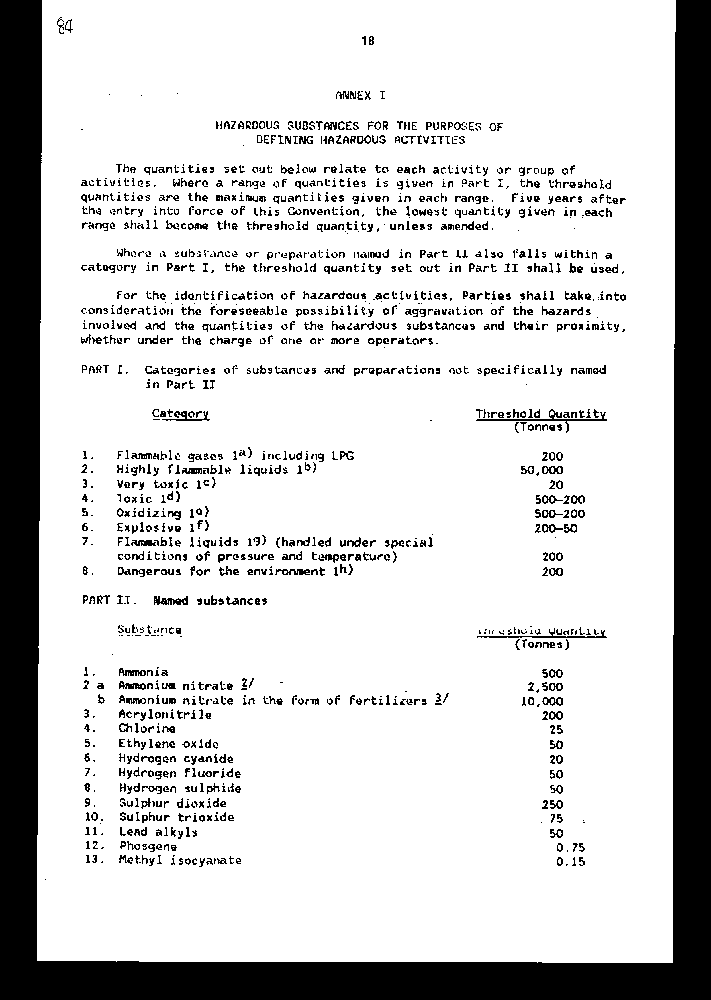 84
18
ANNEX I
HAZARDOUS SUBSTANCES FOR THE PURPOSES OF
DEFINING HAZARDOUS ACTIVITIES
The quantities set out below relate to each activity or group of
activities. Where a range of quantities is given in Part I, the threshold
quantities are the maximum quantities given in each range. Five years after
the entry into force of this Convention, the lowest quantity given in each
range shall become the threshold quantity, unless amended.
Where a substance or preparation named in Part II also falls within a
category in Part I, the threshold quantity set out in Part II shall be used.
For the identification of hazardous activities, Parties shall take into
consideration the foreseeable possibility of aggravation of the hazards
involved and the quantities of the hazardous substances and their proximity,
whether under the charge of one or more operators.
PART I. Categories of substances and preparations not specifically named
in Part II
Category Threshold Quantity
(Tonnes)
1. Flammable gases 1a) including LPG 200
2. Highly flammable liquids 1b) 50,000
3. Very toxic 1c) 20
4. Toxic 1d) 500-200
5. Oxidizing 1e) 500-200
6. Explosive 1f) 200-50
7. Flammable liquids 1g) (handled under special
conditions of pressure and temperature) 200
8. Dangerous for the environment 1h) 200
PART II. Named substances
Substance Threshold Quantity
(Tonnes)
1. Ammonia 500
2 a Ammonium nitrate 2/ 2,500
b Ammonium nitrate in the form of fertilizers 3/ 10,000
3. Acrylonitrile 200
4. Chlorine 25
5. Ethylene oxide 50
6. Hydrogen cyanide 20
7. Hydrogen fluoride 50
8. Hydrogen sulphide 50
9. Sulphur dioxide 250
10. Sulphur trioxide 75
11. Lead alkyls 50
12. Phosgene 0.75
13. Methyl isocyanate 0.15